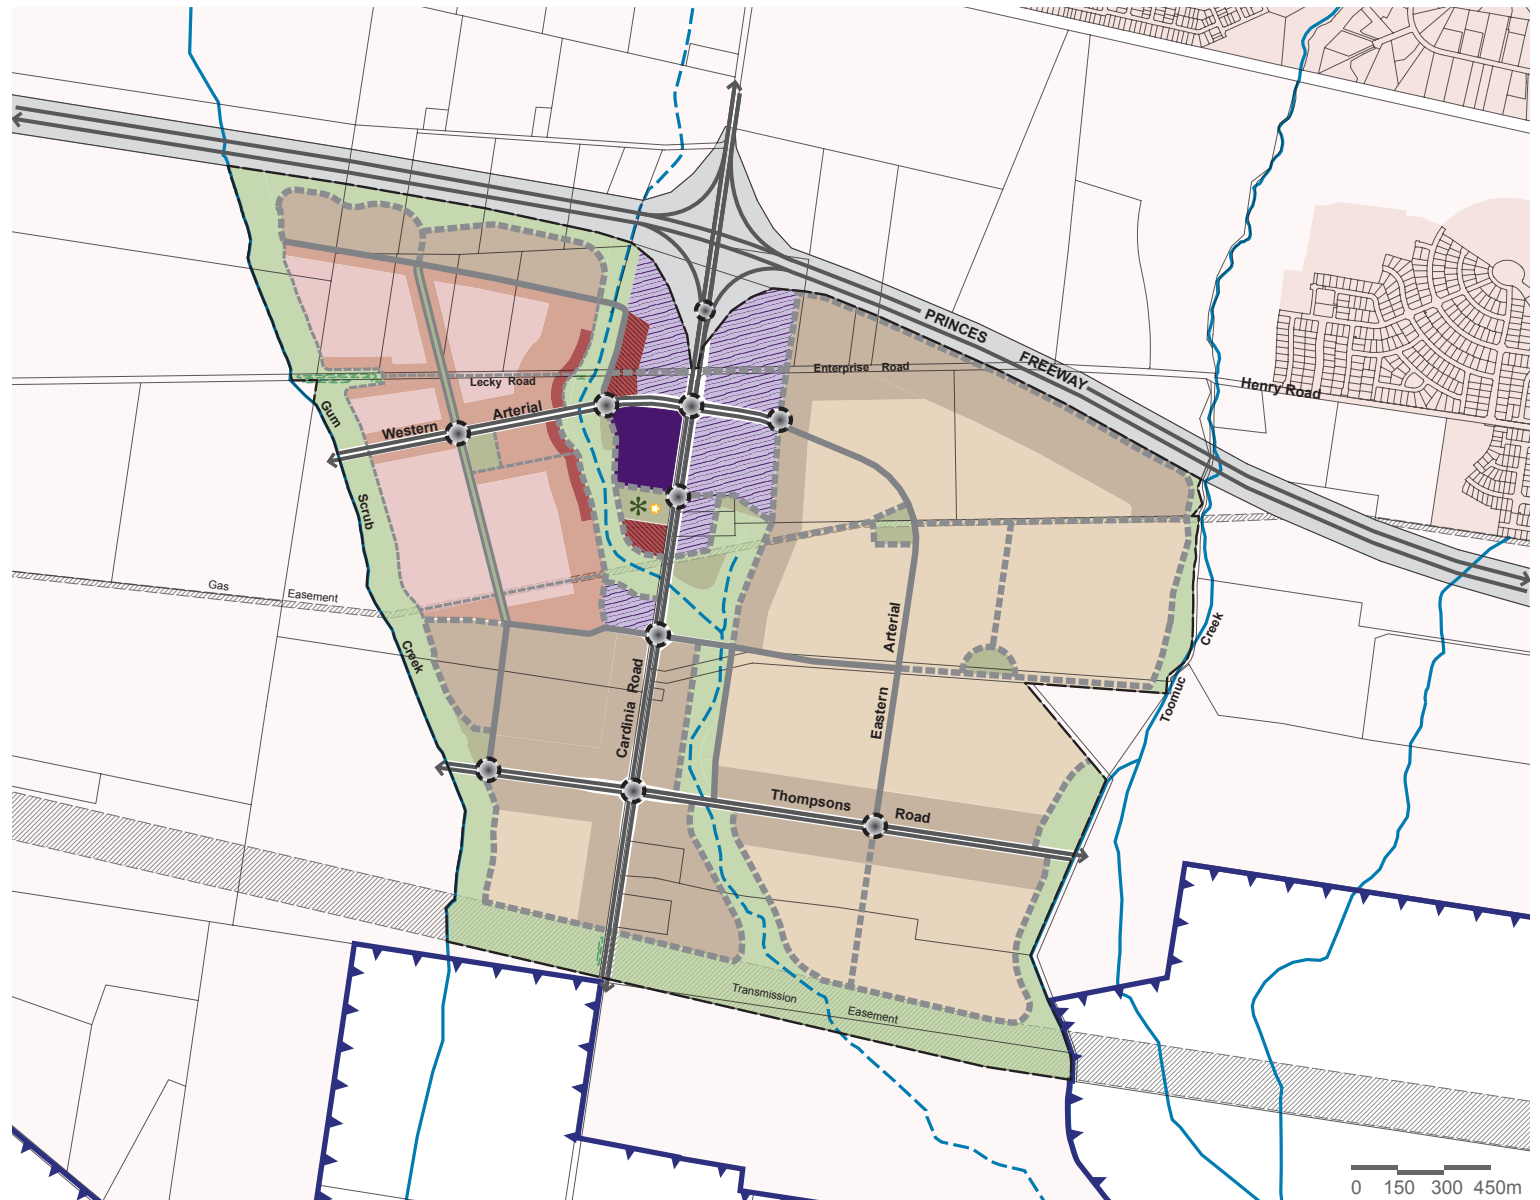 PRINCES
FREEWAY
Enterprise Road
Henry Road
Lecky Road
Arterial
Western
Gum
Scrub
Creek
Gas
Easement
Arterial
Eastern
Creek
Toomuc
Cardinia Road
Thompsons
Road
Transmission
Easement
0 150 300 450m